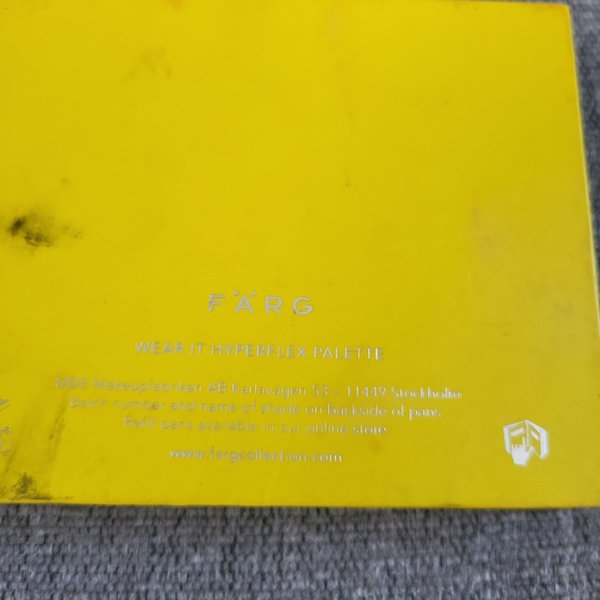 FÄRG
WEAR IT HYPERFLEX PALETTE
Makeupfabriken AB Karlavägen 53 - 11449 Stockholm
Batch number and name of shade on backside of pans
Refill pans available in our online store
www.fargcollection.com